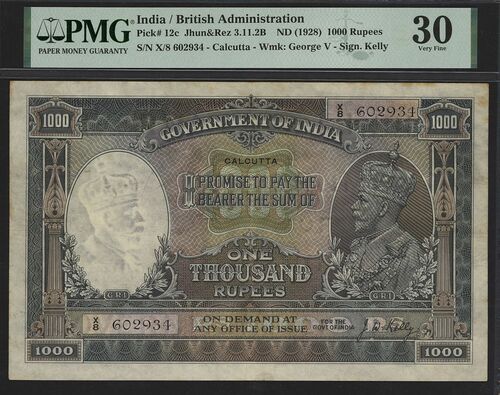 PMG
PAPER MONEY GUARANTY
India / British Administration
Pick# 12c Jhun&Rez 3.11.2B ND (1928) 1000 Rupees
S/N X/8 602934 - Calcutta - Wmk: George V - Sign. Kelly
30
Very Fine
1000
X/8 602934
1000
GOVERNMENT OF INDIA
CALCUTTA
I PROMISE TO PAY THE
BEARER THE SUM OF
ONE
THOUSAND
RUPEES
G R I
G R I
X/8 602934
ON DEMAND AT
ANY OFFICE OF ISSUE
FOR THE
GOVT OF INDIA
J. W. Kelly
1000
1000